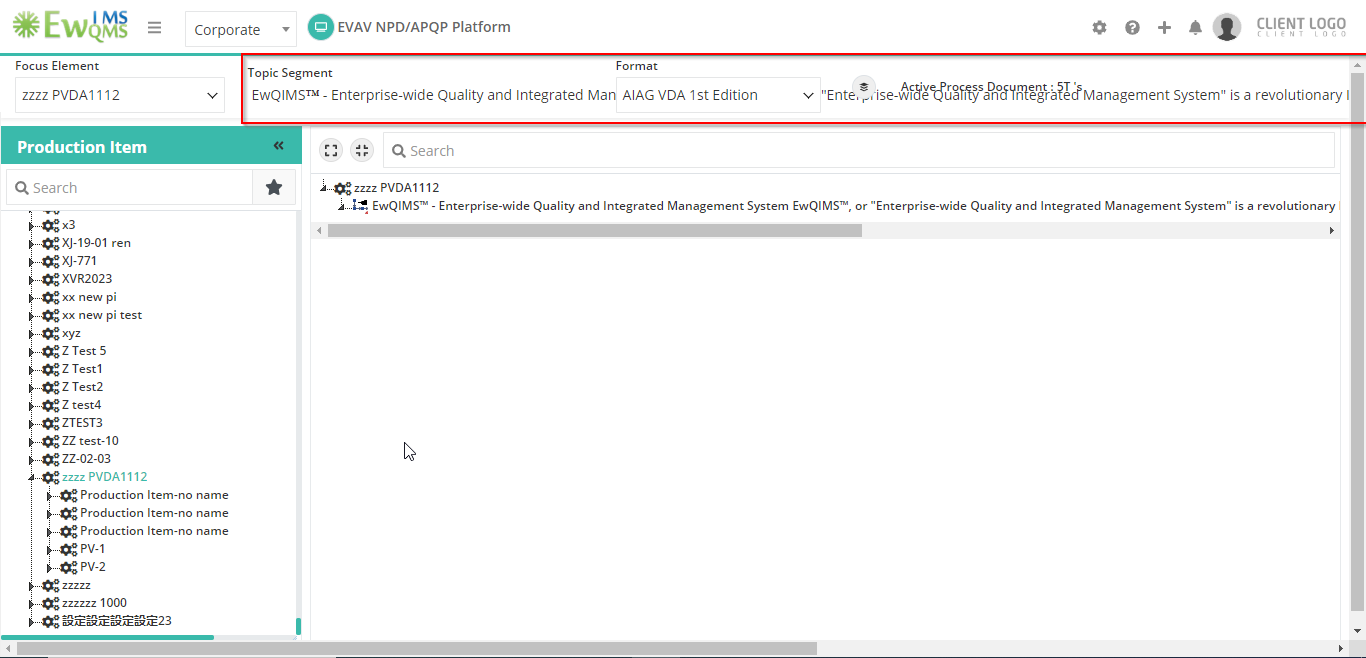 EwQMS IMS
Corporate
EVAV NPD/APQP Platform
CLIENT LOGO
CLIENT LOGO
Focus Element
zzzz PVDA1112
Topic Segment
EwQIMS™ - Enterprise-wide Quality and Integrated Man
Format
AIAG VDA 1st Edition
"Enterprise-wide Quality and Integrated Management System" is a revolutionary I
Active Process Document : 5T 's
Production Item
Search
Search
x3
XJ-19-01 ren
XJ-771
XVR2023
xx new pi
xx new pi test
xyz
Z Test 5
Z Test1
Z Test2
Z test4
ZTEST3
ZZ test-10
ZZ-02-03
zzzz PVDA1112
Production Item-no name
Production Item-no name
Production Item-no name
PV-1
PV-2
zzzzz
zzzzzz 1000
設定設定設定設定23
zzzz PVDA1112
EwQIMS™ - Enterprise-wide Quality and Integrated Management System EwQIMS™, or "Enterprise-wide Quality and Integrated Management System" is a revolutionary